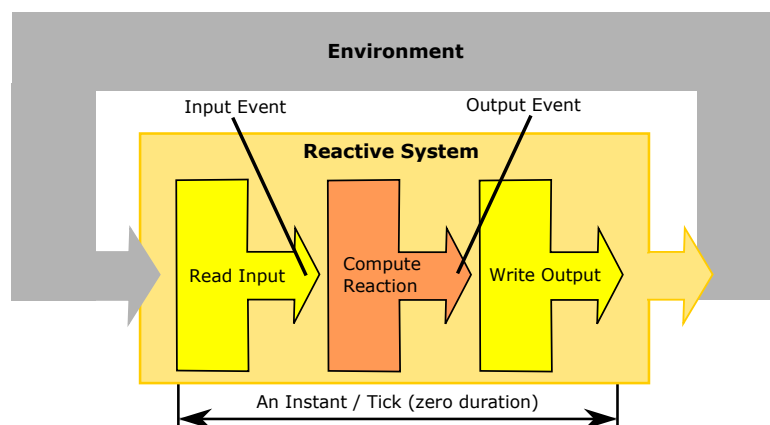 Environment
Input Event
Output Event
Reactive System
Read Input
Compute
Reaction
Write Output
An Instant / Tick (zero duration)